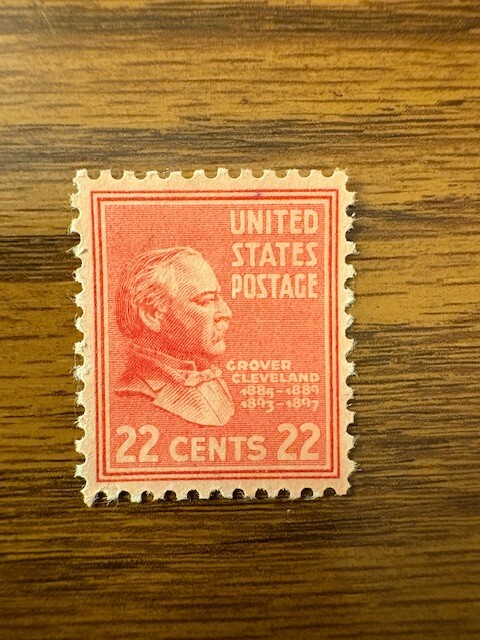 UNITED
STATES
POSTAGE
GROVER
CLEVELAND
1885–1889
1893–1897
22 CENTS 22